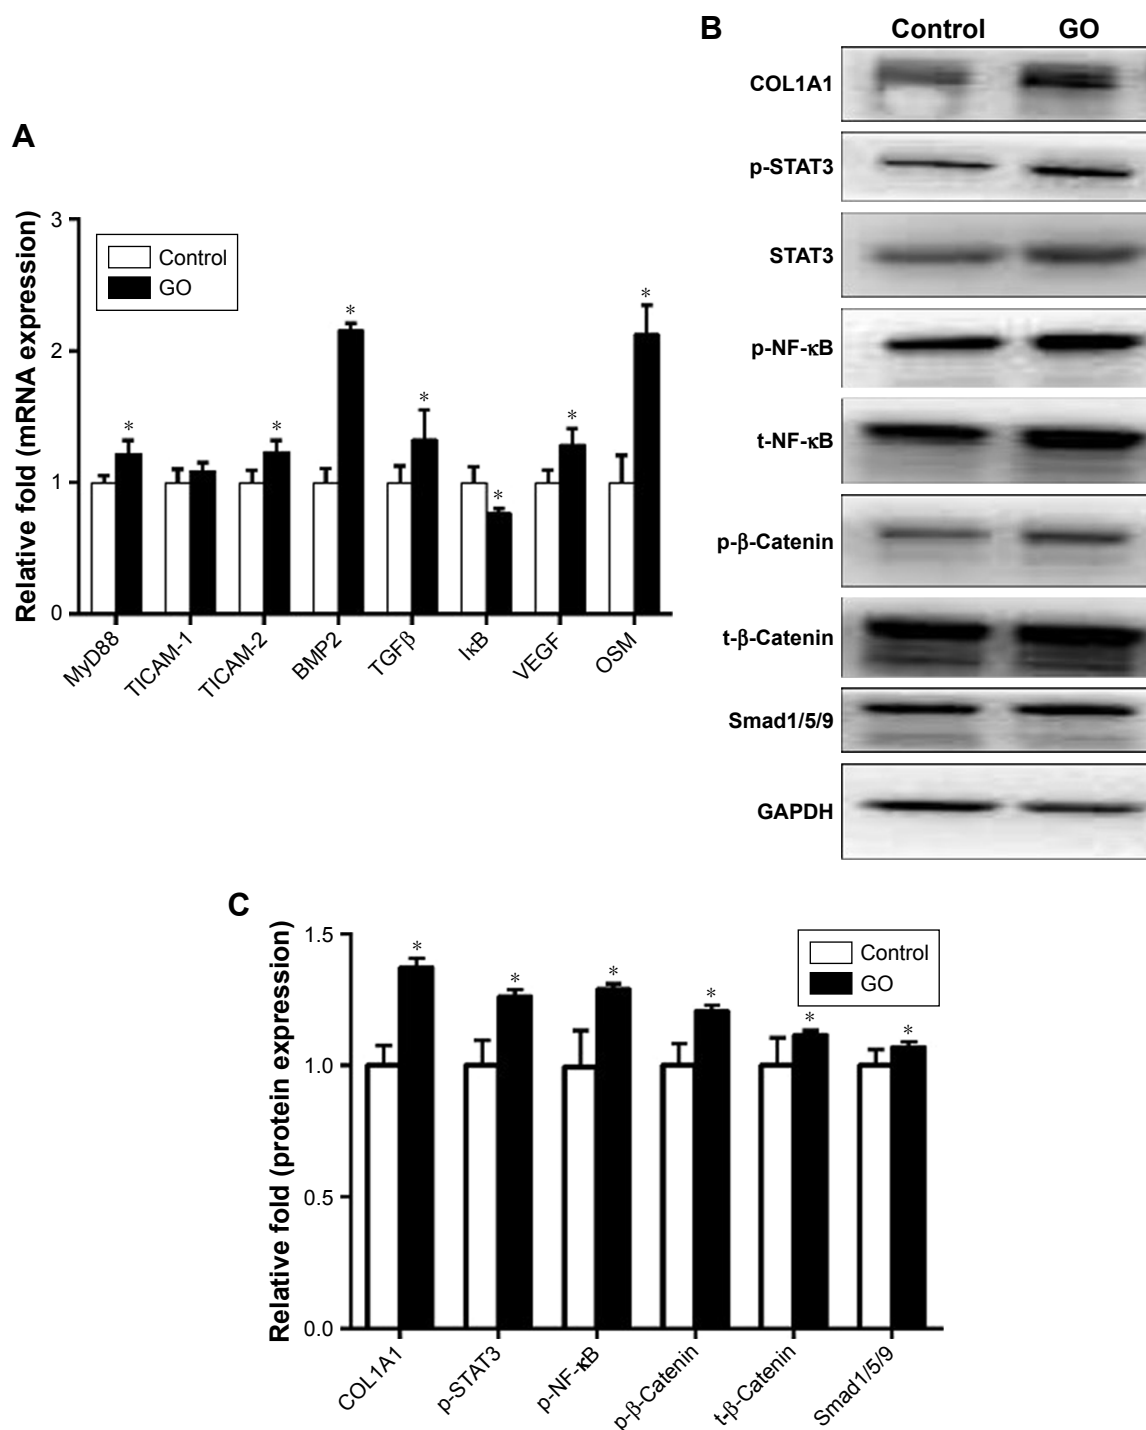 A
Relative fold (mRNA expression)
3
2
1
0
Control
GO
*
*
*
*
*
*
*
MyD88
TICAM-1
TICAM-2
BMP2
TGFβ
IκB
VEGF
OSM
B
Control GO
COL1A1
p-STAT3
STAT3
p-NF-κB
t-NF-κB
p-β-Catenin
t-β-Catenin
Smad1/5/9
GAPDH
C
Relative fold (protein expression)
1.5
1.0
0.5
0.0
Control
GO
*
*
*
*
*
*
COL1A1
p-STAT3
p-NF-κB
p-β-Catenin
t-β-Catenin
Smad1/5/9